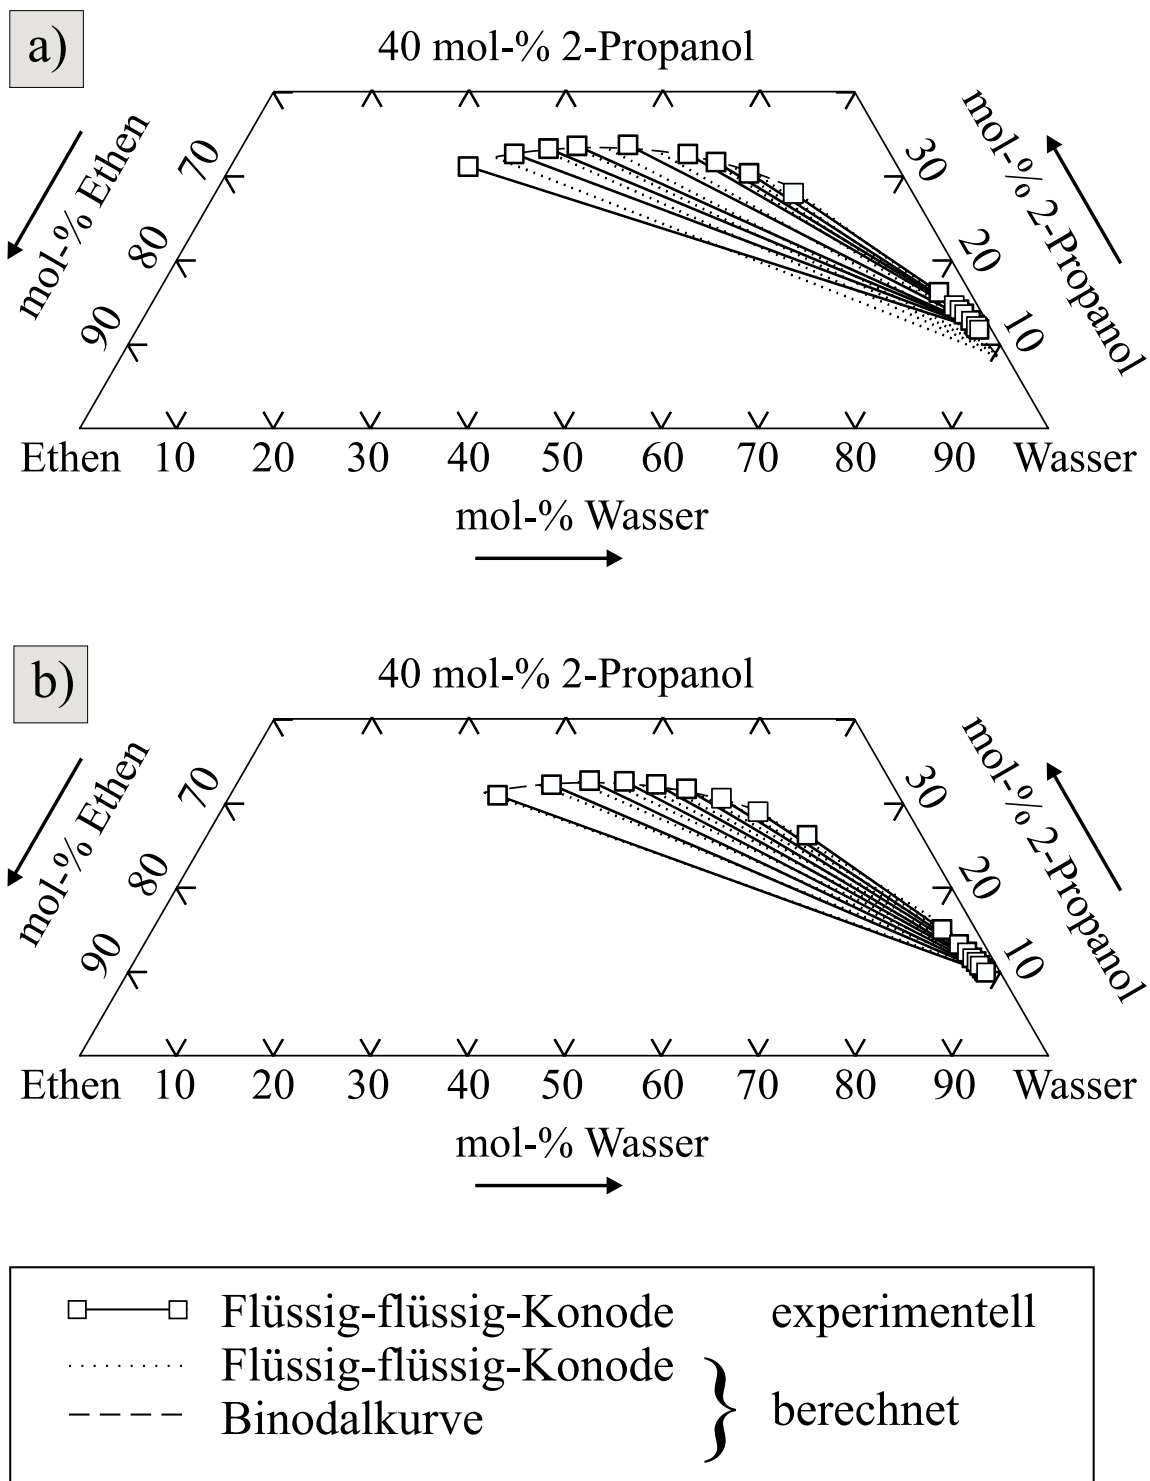 a)
40 mol-% 2-Propanol
mol-% Ethen
70
80
90
30
20
10
mol-% 2-Propanol
Ethen 10 20 30 40 50 60 70 80 90 Wasser
mol-% Wasser
b)
40 mol-% 2-Propanol
mol-% Ethen
70
80
90
30
20
10
mol-% 2-Propanol
Ethen 10 20 30 40 50 60 70 80 90 Wasser
mol-% Wasser
Flüssig-flüssig-Konode experimentell
Flüssig-flüssig-Konode
Binodalkurve
} berechnet